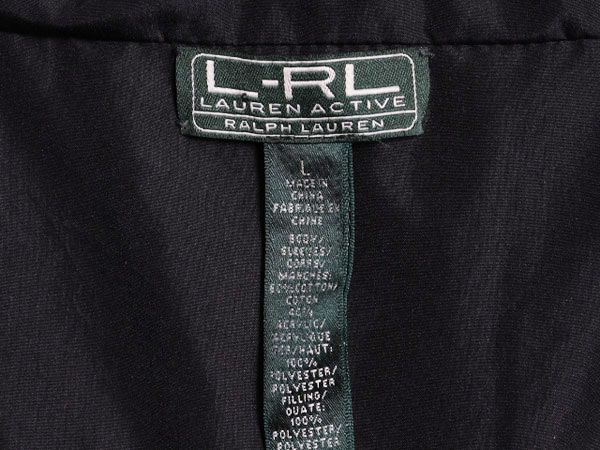 L-RL
LAUREN ACTIVE
RALPH LAUREN
L
MADE IN
CHINA
FABRIQUE EN
CHINE
BODY/
SLEEVES/
CORPS/
MANCHES:
60%COTTON/
COTON
40%
ACRYLIC/
ACRYLIQUE
TOP/HAUT:
100%
POLYESTER/
POLYESTER
FILLING/
OUATE:
100%
POLYESTER/
POLYESTER